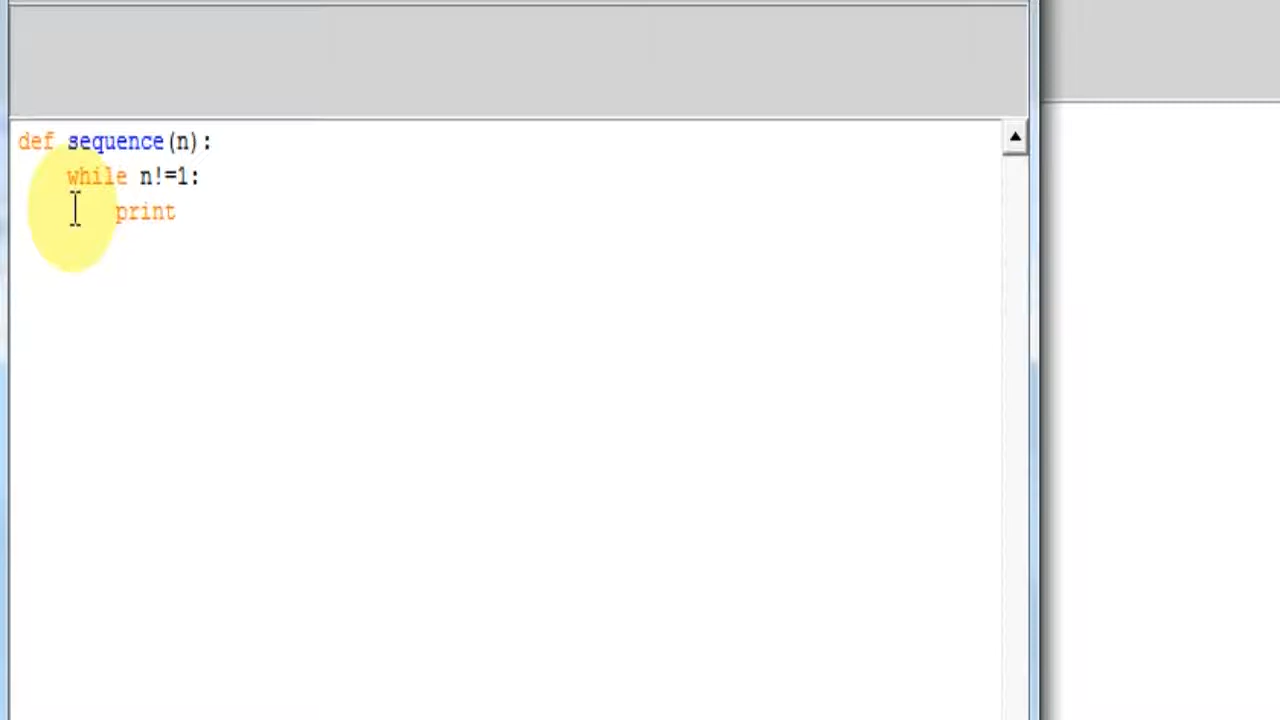 def sequence(n):
    while n!=1:
        print